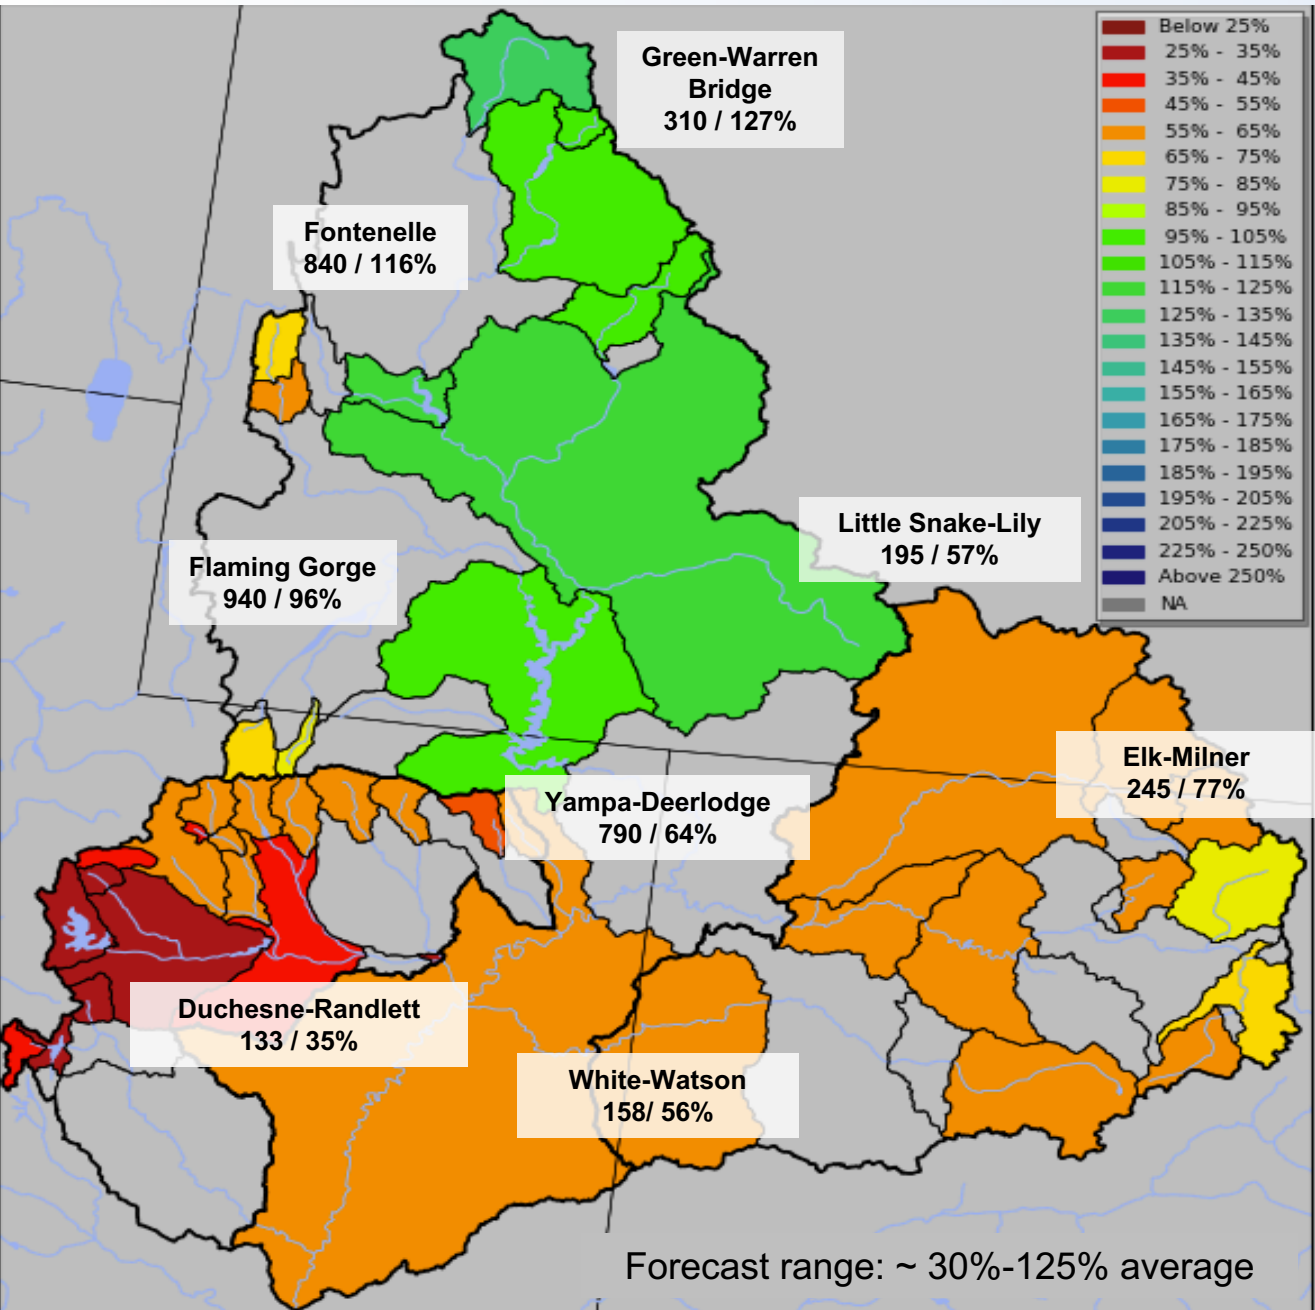 Green-Warren
Bridge
310 / 127%
Fontenelle
840 / 116%
Little Snake-Lily
195 / 57%
Flaming Gorge
940 / 96%
Elk-Milner
245 / 77%
Yampa-Deerlodge
790 / 64%
Duchesne-Randlett
133 / 35%
White-Watson
158/ 56%
Forecast range: ~ 30%-125% average
Below 25%
25% - 35%
35% - 45%
45% - 55%
55% - 65%
65% - 75%
75% - 85%
85% - 95%
95% - 105%
105% - 115%
115% - 125%
125% - 135%
135% - 145%
145% - 155%
155% - 165%
165% - 175%
175% - 185%
185% - 195%
195% - 205%
205% - 225%
225% - 250%
Above 250%
NA